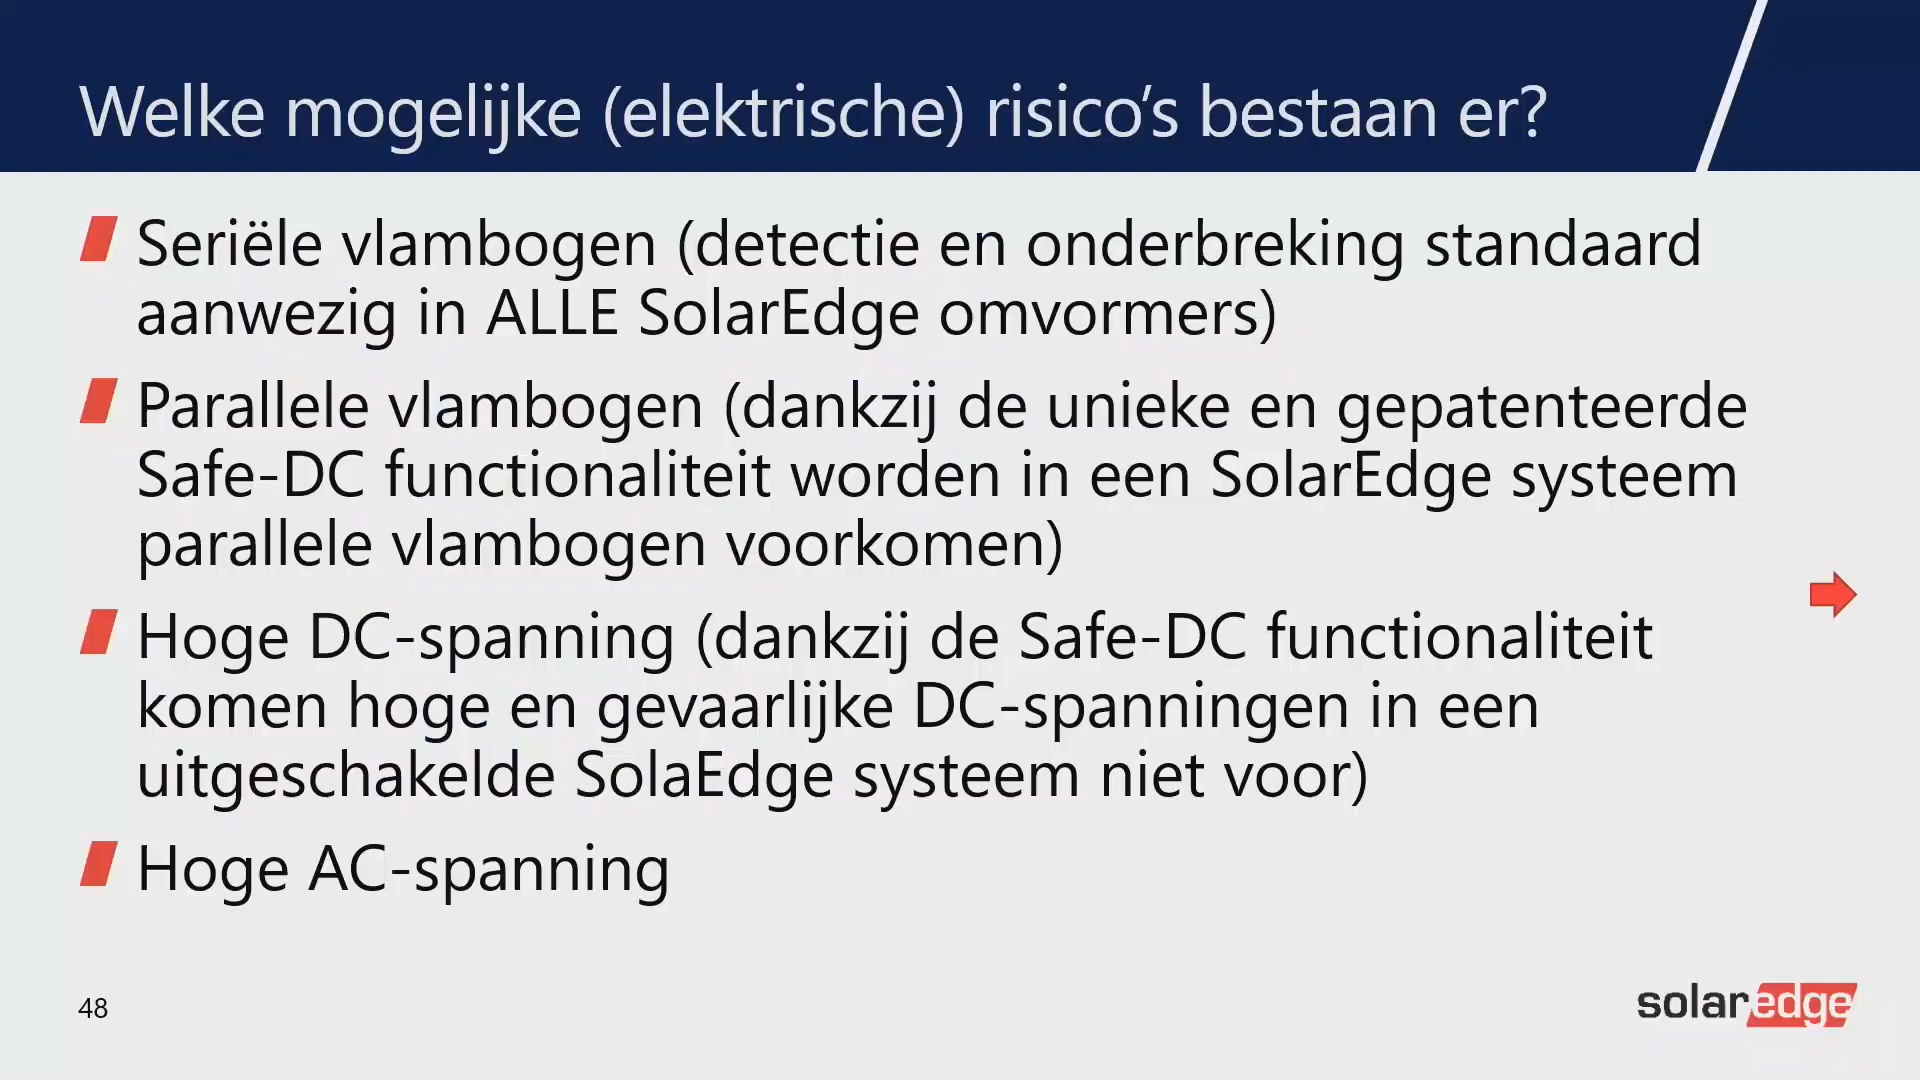 Welke mogelijke (elektrische) risico's bestaan er?
Seriële vlambogen (detectie en onderbreking standaard
aanwezig in ALLE SolarEdge omvormers)
Parallele vlambogen (dankzij de unieke en gepatenteerde
Safe-DC functionaliteit worden in een SolarEdge systeem
parallele vlambogen voorkomen)
Hoge DC-spanning (dankzij de Safe-DC functionaliteit
komen hoge en gevaarlijke DC-spanningen in een
uitgeschakelde SolaEdge systeem niet voor)
Hoge AC-spanning
48
solaredge